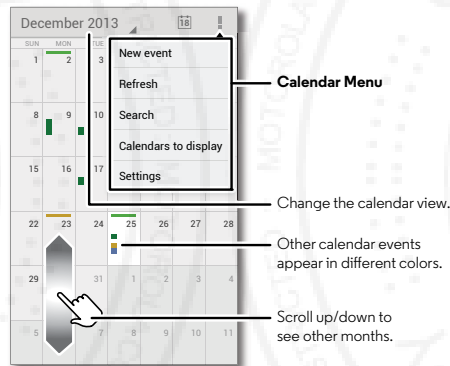 December 2013 18
SUN MON TUE
1 2 3
8 9 10
15 16 17
22 23 24 25 26 27 28
29 31 1 2 3 4
5 7 8 9 10 11
New event
Refresh
Search
Calendars to display
Settings
Calendar Menu
Change the calendar view.
Other calendar events
appear in different colors.
Scroll up/down to
see other months.